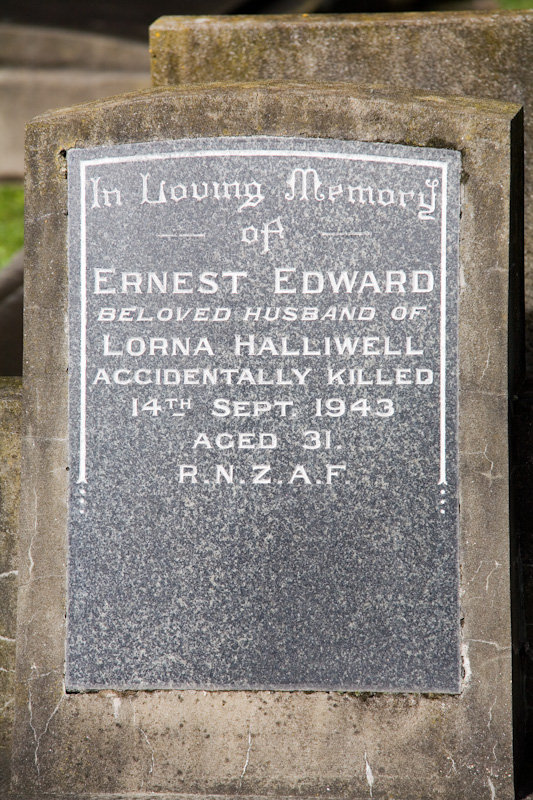 In Loving Memory
of
ERNEST EDWARD
BELOVED HUSBAND OF
LORNA HALLIWELL
ACCIDENTALLY KILLED
14TH SEPT. 1943
AGED 31.
R.N.Z.A.F.